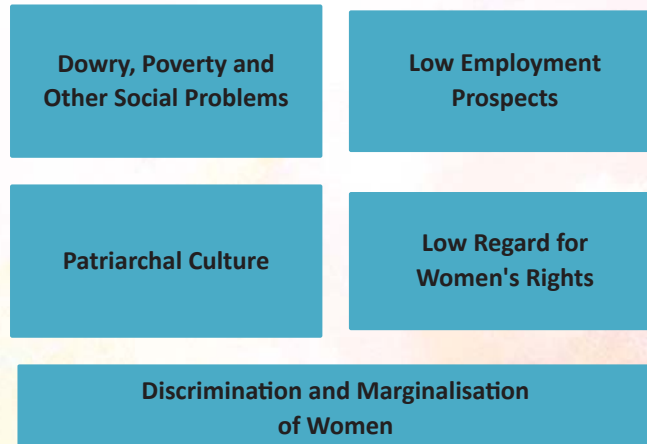 Dowry, Poverty and
Other Social Problems
Low Employment
Prospects
Patriarchal Culture
Low Regard for
Women's Rights
Discrimination and Marginalisation
of Women